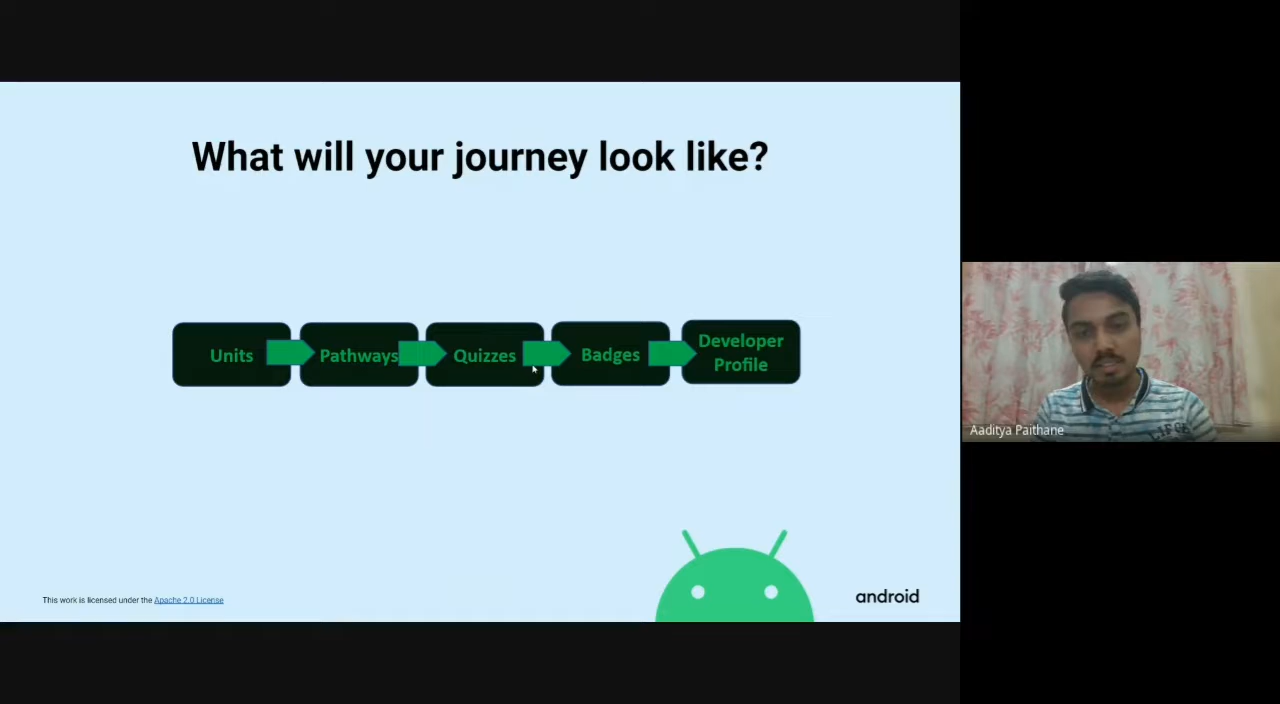 What will your journey look like?
Units
Pathways
Quizzes
Badges
Developer
Profile
Aaditya Paithane
This work is licensed under the Apache 2.0 License
android